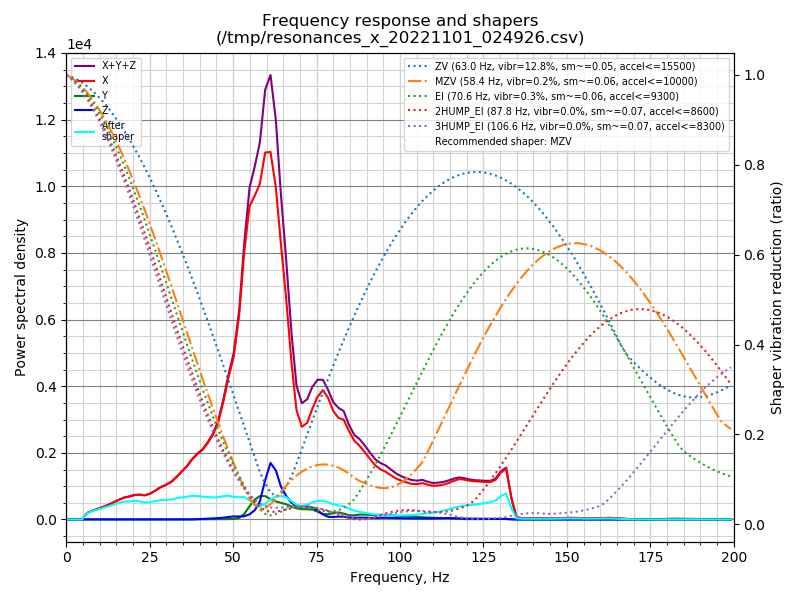 Frequency response and shapers
(/tmp/resonances_x_20221101_024926.csv)
1e4
X+Y+Z
X
Y
Z
After
shaper
ZV (63.0 Hz, vibr=12.8%, sm~=0.05, accel<=15500)
MZV (58.4 Hz, vibr=0.2%, sm~=0.06, accel<=10000)
EI (70.6 Hz, vibr=0.3%, sm~=0.06, accel<=9300)
2HUMP_EI (87.8 Hz, vibr=0.0%, sm~=0.07, accel<=8600)
3HUMP_EI (106.6 Hz, vibr=0.0%, sm~=0.07, accel<=8300)
Recommended shaper: MZV
Power spectral density
1.4
1.2
1.0
0.8
0.6
0.4
0.2
0.0
1.0
0.8
0.6
0.4
0.2
0.0
Shaper vibration reduction (ratio)
0 25 50 75 100 125 150 175 200
Frequency, Hz